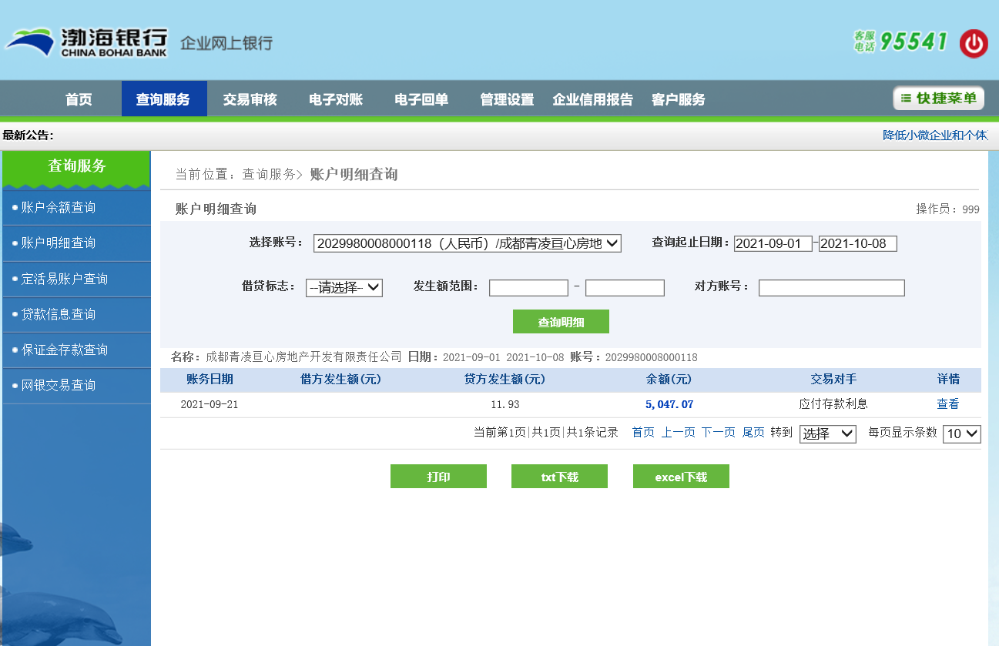 渤海银行 企业网上银行
CHINA BOHAI BANK
客服电话 95541
首页 查询服务 交易审核 电子对账 电子回单 管理设置 企业信用报告 客户服务 快捷菜单
最新公告： 降低小微企业和个体
查询服务
账户余额查询
账户明细查询
定活易账户查询
贷款信息查询
保证金存款查询
网银交易查询
当前位置：查询服务> 账户明细查询
账户明细查询 操作员：999
选择账号： 2029980008000118（人民币）/成都青凌亘心房地 查询起止日期：2021-09-01-2021-10-08
借贷标志： --请选择-- 发生额范围： - 对方账号：
查询明细
名称：成都青凌亘心房地产开发有限责任公司 日期：2021-09-01 2021-10-08 账号：2029980008000118
账务日期 借方发生额(元) 贷方发生额(元) 余额(元) 交易对手 详情
2021-09-21 11.93 5,047.07 应付存款利息 查看
当前第1页|共1页|共1条记录 首页 上一页 下一页 尾页 转到 选择 每页显示条数 10
打印 txt下载 excel下载